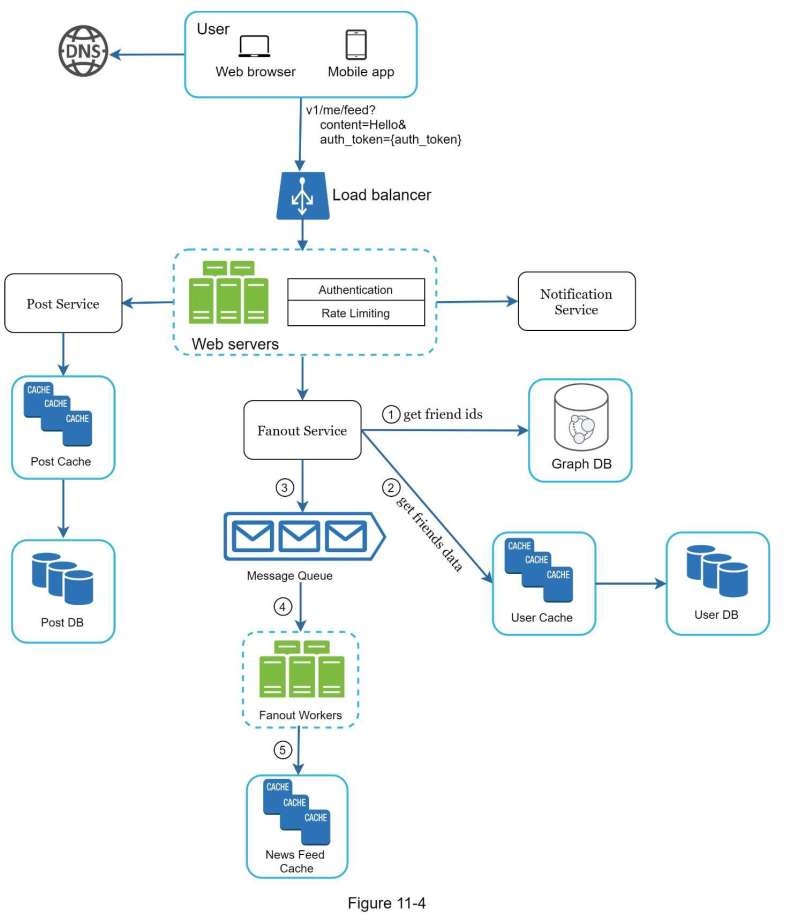 DNS
User
Web browser
Mobile app
v1/me/feed?
content=Hello&
auth_token={auth_token}
Load balancer
Post Service
Authentication
Rate Limiting
Web servers
Notification
Service
CACHE
CACHE
CACHE
Post Cache
Fanout Service
1 get friend ids
Graph DB
2
get friends data
3
Message Queue
CACHE
CACHE
CACHE
User Cache
User DB
Post DB
4
Fanout Workers
5
CACHE
CACHE
CACHE
News Feed
Cache
Figure 11-4